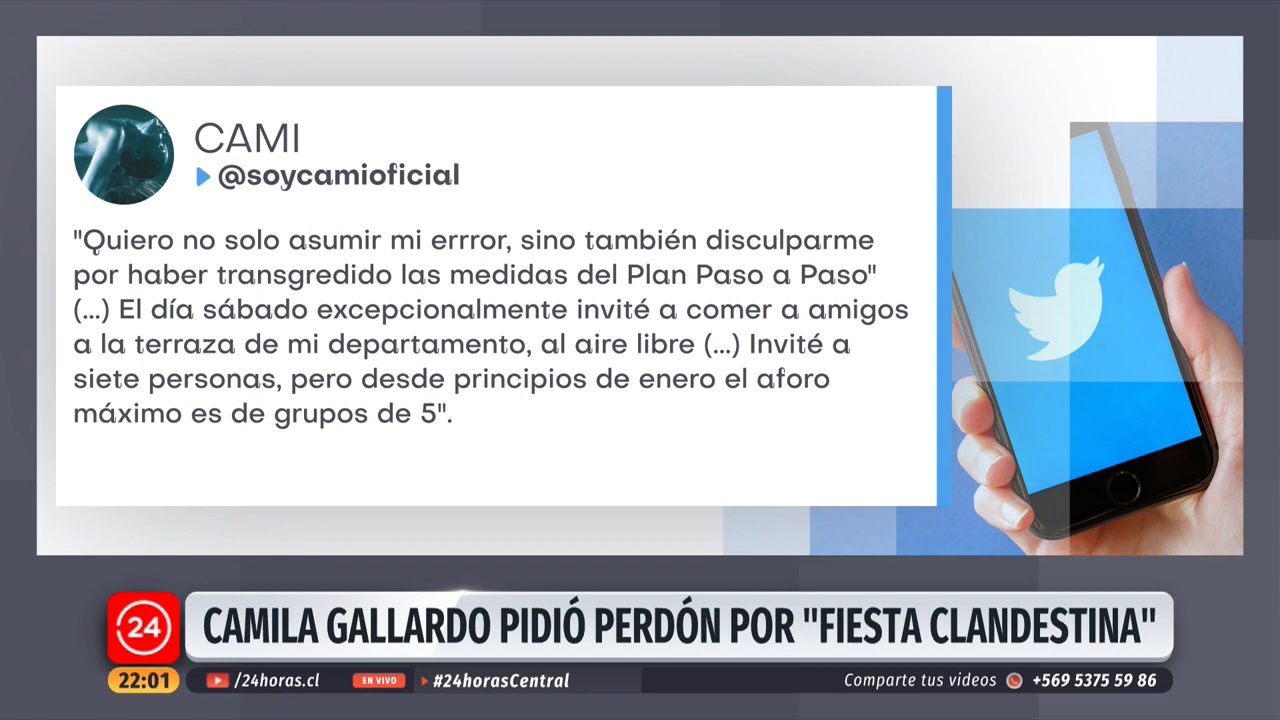 CAMI
@soycamioficial
"Quiero no solo asumir mi errror, sino también disculparme
por haber transgredido las medidas del Plan Paso a Paso"
(...) El día sábado excepcionalmente invité a comer a amigos
a la terraza de mi departamento, al aire libre (...) Invité a
siete personas, pero desde principios de enero el aforo
máximo es de grupos de 5".
24
CAMILA GALLARDO PIDIÓ PERDÓN POR "FIESTA CLANDESTINA"
22:01 /24horas.cl EN VIVO #24horasCentral Comparte tus videos +569 5375 59 86